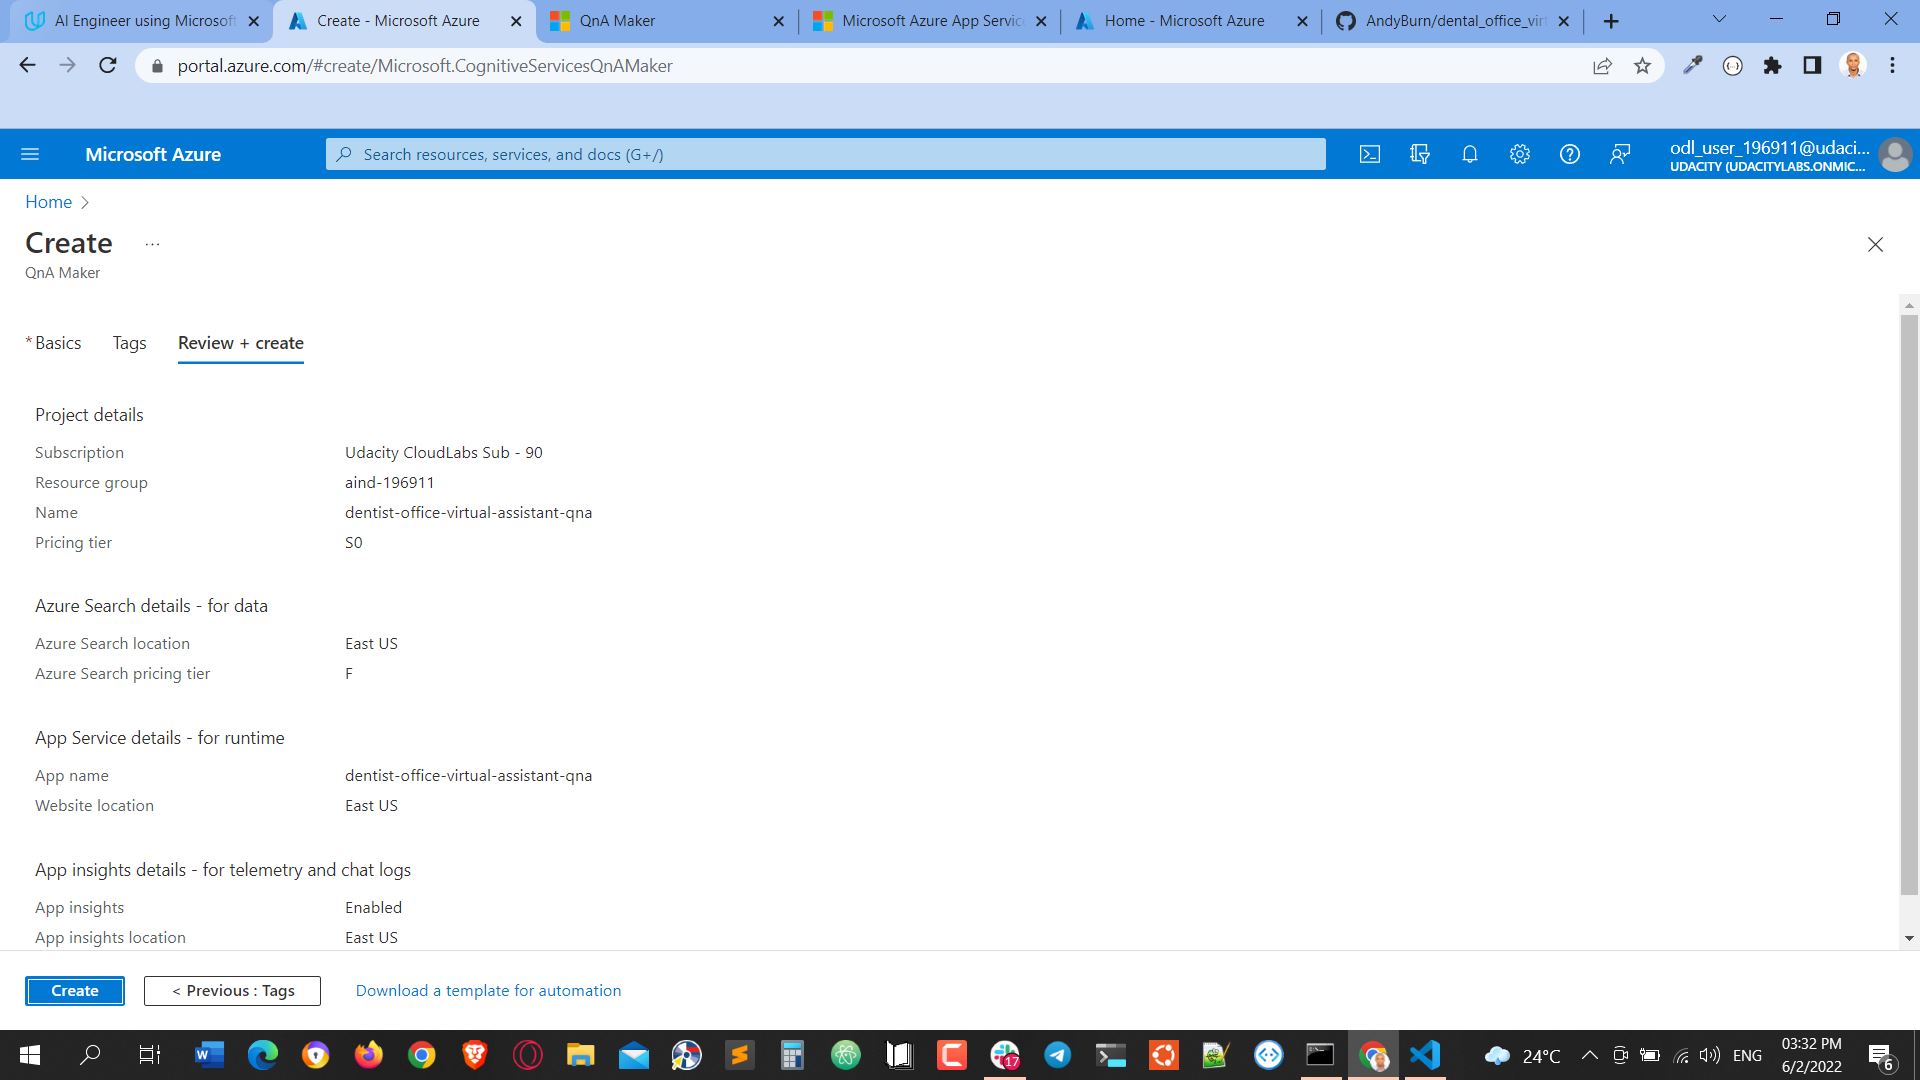 AI Engineer using Microsoft
Create - Microsoft Azure
QnA Maker
Microsoft Azure App Servic
Home - Microsoft Azure
AndyBurn/dental_office_virt
portal.azure.com/#create/Microsoft.CognitiveServicesQnAMaker
Microsoft Azure
Search resources, services, and docs (G+/)
odl_user_196911@udaci...
UDACITY (UDACITYLABS.ONMIC...
Home >
Create ...
QnA Maker
* Basics
Tags
Review + create
Project details
Subscription Udacity CloudLabs Sub - 90
Resource group aind-196911
Name dentist-office-virtual-assistant-qna
Pricing tier S0
Azure Search details - for data
Azure Search location East US
Azure Search pricing tier F
App Service details - for runtime
App name dentist-office-virtual-assistant-qna
Website location East US
App insights details - for telemetry and chat logs
App insights Enabled
App insights location East US
Create
< Previous : Tags
Download a template for automation
17
24°C
ENG
03:32 PM
6/2/2022
6